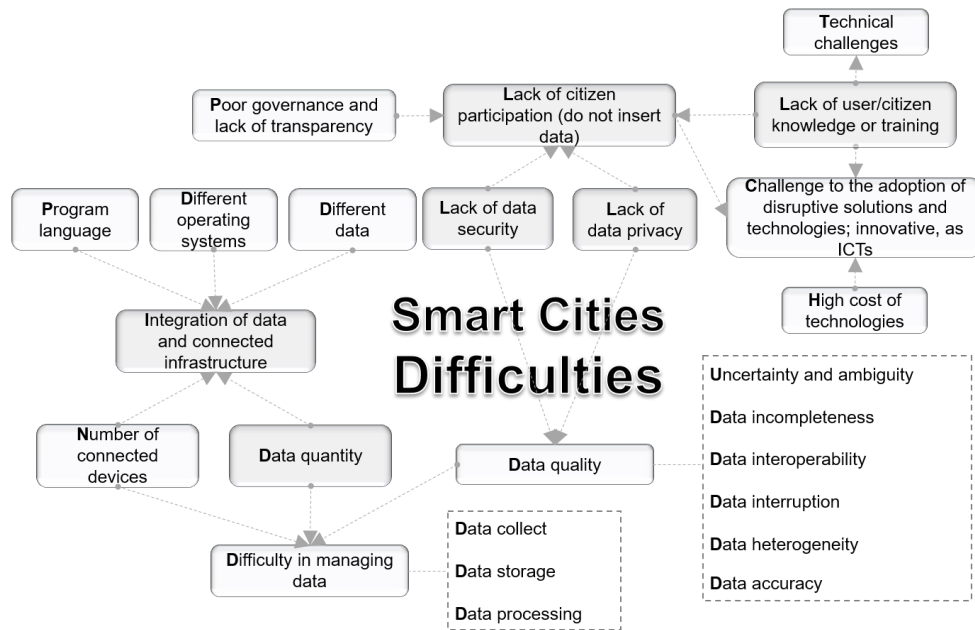 Technical
challenges
Poor governance and
lack of transparency
Lack of citizen
participation (do not insert
data)
Lack of user/citizen
knowledge or training
Program
language
Different
operating
systems
Different
data
Lack of data
security
Lack of
data privacy
Challenge to the adoption of
disruptive solutions and
technologies; innovative, as
ICTs
High cost of
technologies
Integration of data
and connected
infrastructure
Smart Cities
Difficulties
Number of
connected
devices
Data quantity
Data quality
Uncertainty and ambiguity
Data incompleteness
Data interoperability
Data interruption
Data heterogeneity
Data accuracy
Difficulty in managing
data
Data collect
Data storage
Data processing